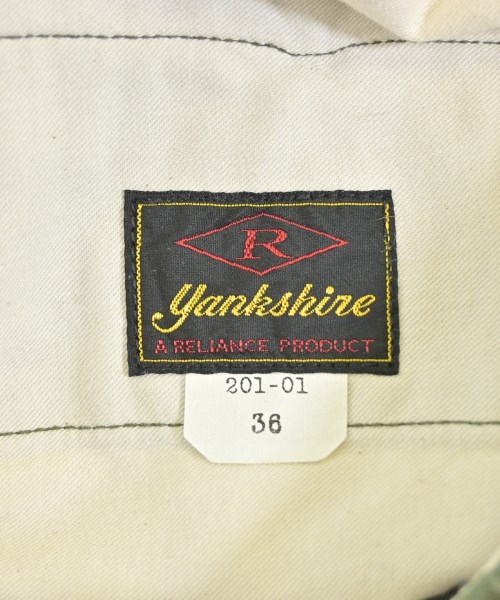 R
Yankshire
A RELIANCE PRODUCT
201-01
36